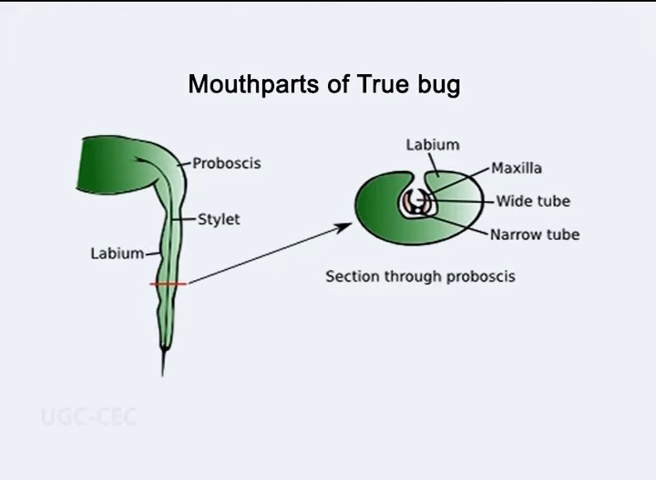 Mouthparts of True bug
Proboscis
Stylet
Labium
Labium
Maxilla
Wide tube
Narrow tube
Section through proboscis
UGC-CEC